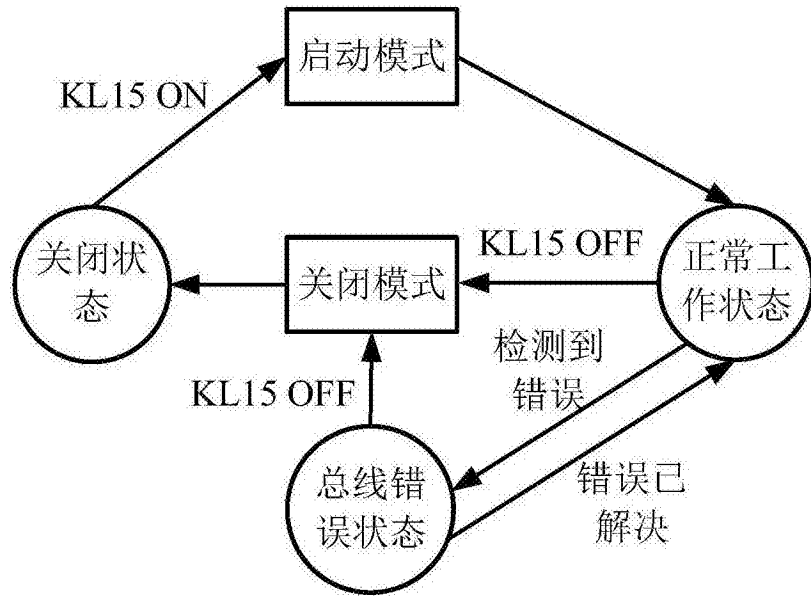 启动模式
KL15 ON
关闭状
态
关闭模式
KL15 OFF
正常工
作状态
检测到
错误
KL15 OFF
总线错
误状态
错误已
解决